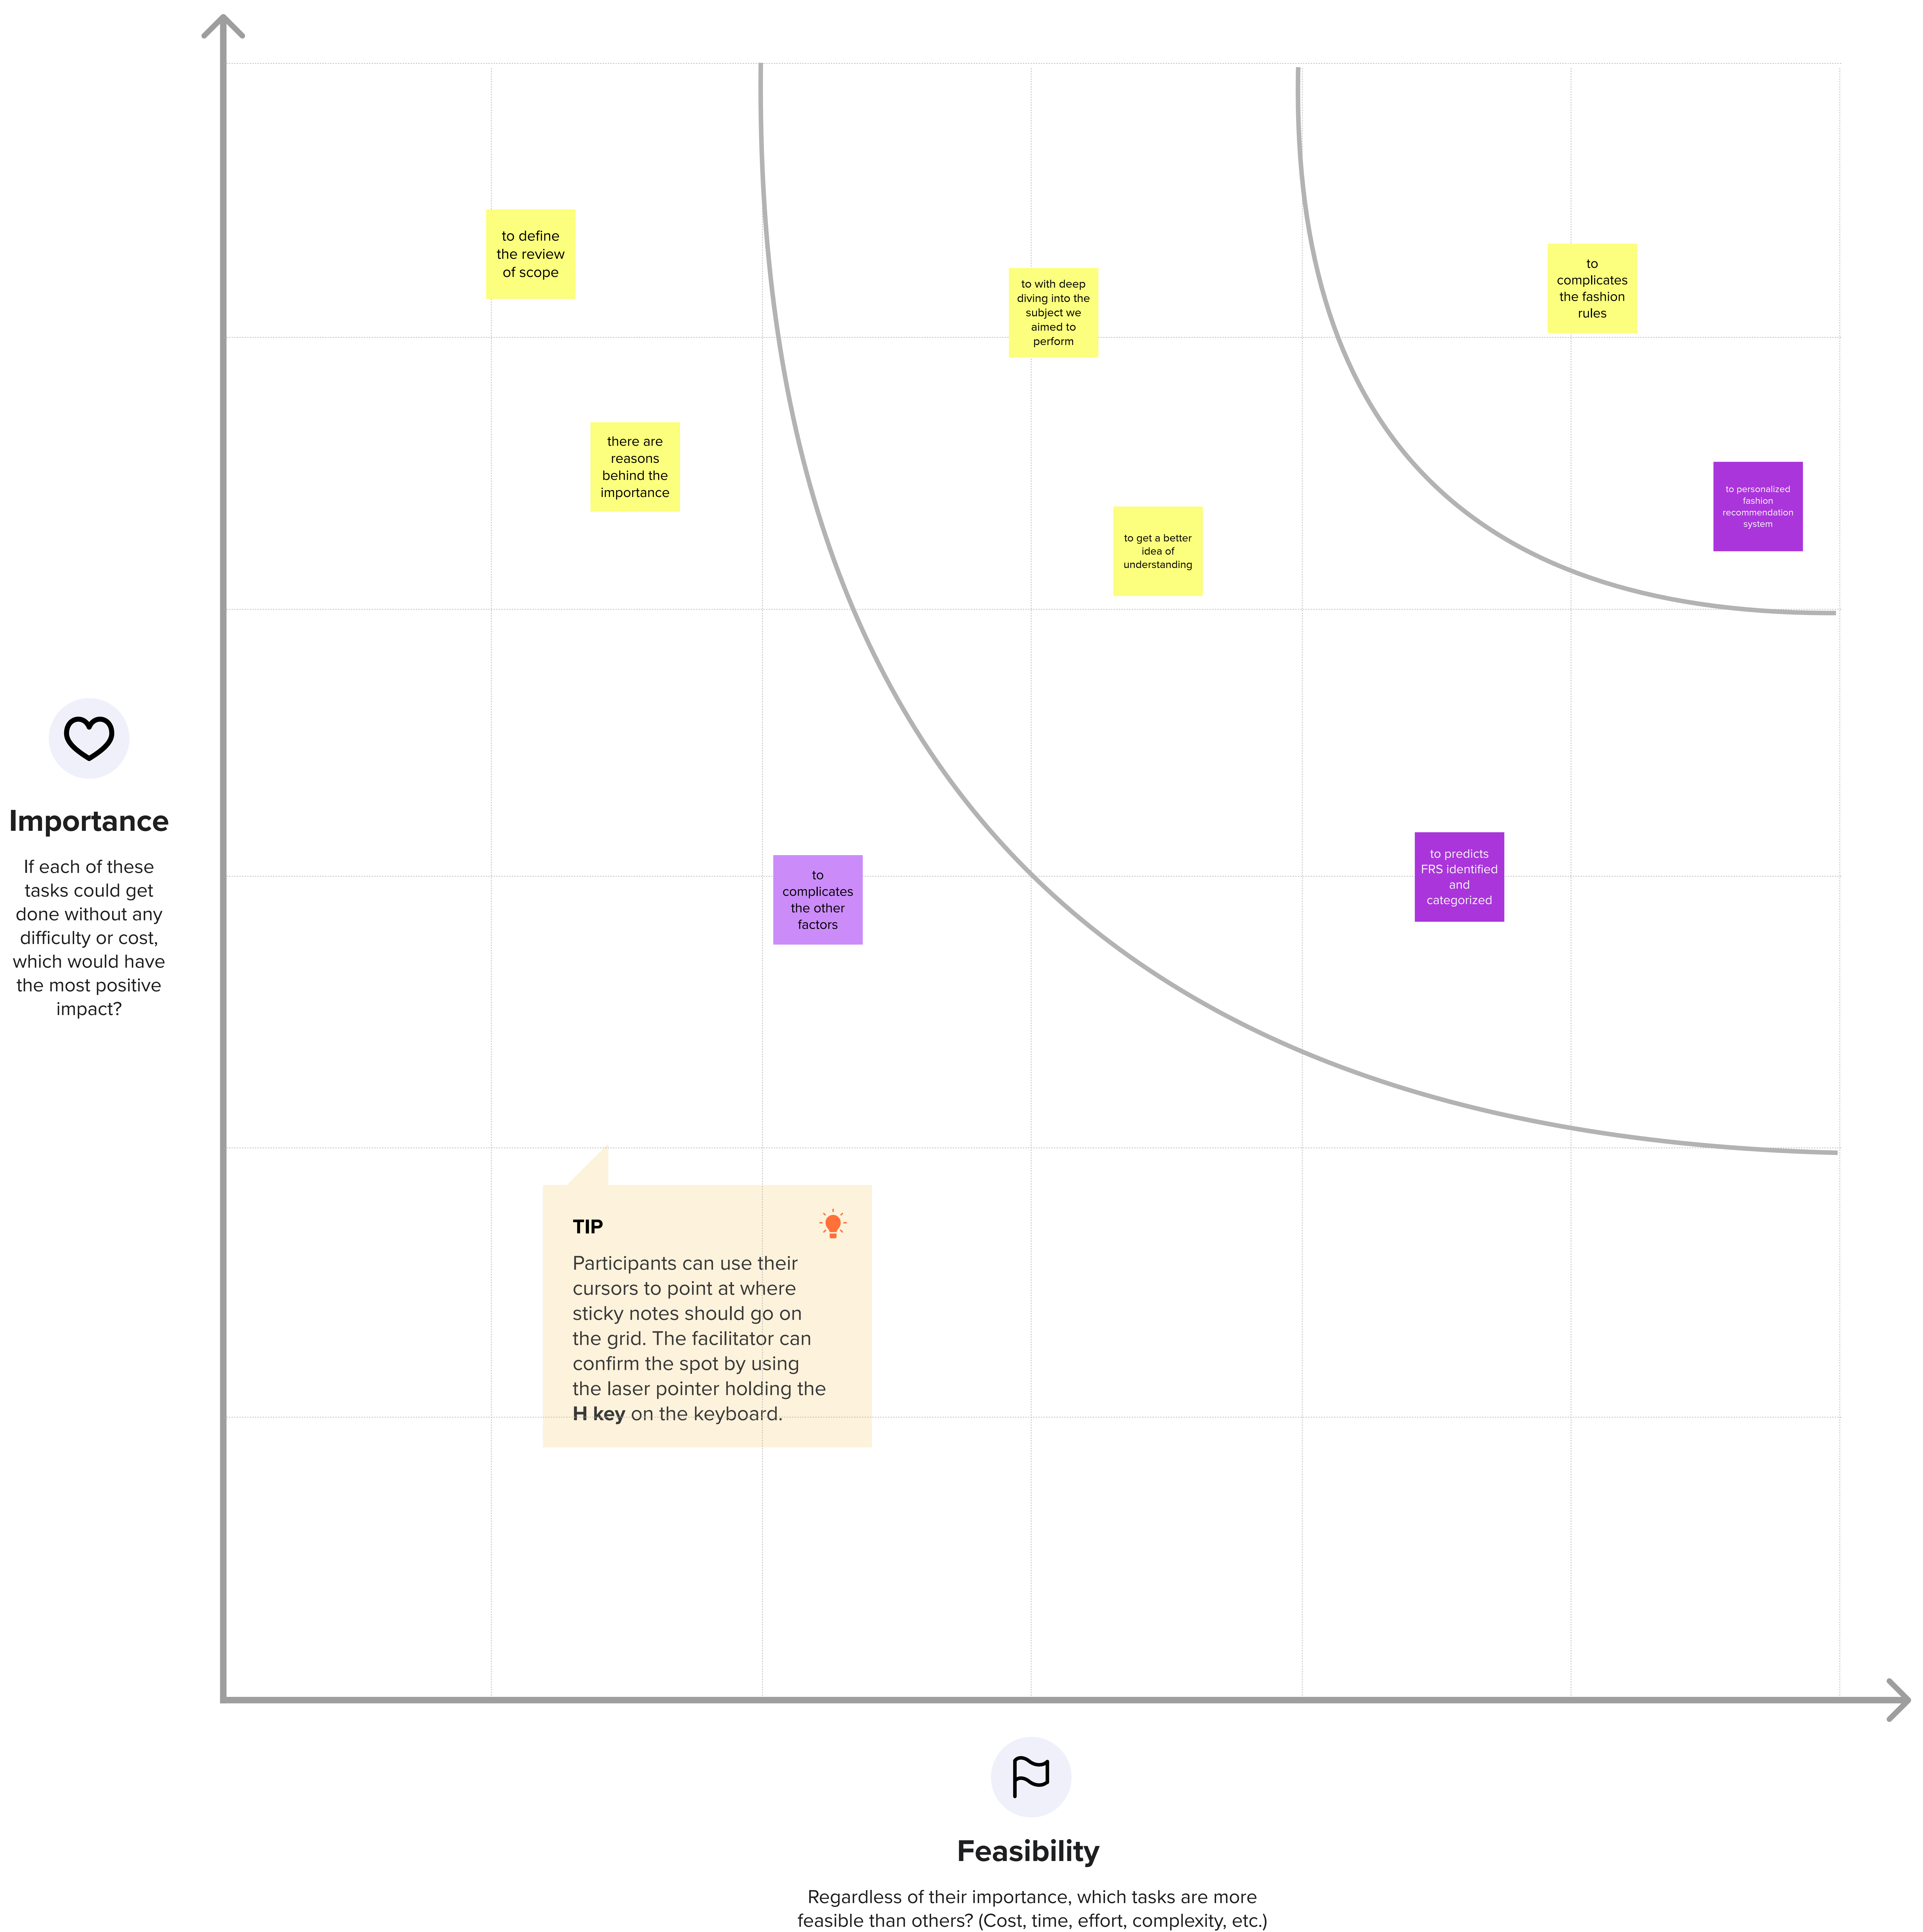 to define
the review
of scope
to with deep
diving into the
subject we
aimed to
perform
to
complicates
the fashion
rules
there are
reasons
behind the
importance
to get a better
idea of
understanding
to personalized
fashion
recommendation
system
Importance
If each of these
tasks could get
done without any
difficulty or cost,
which would have
the most positive
impact?
to
complicates
the other
factors
to predicts
FRS identified
and
categorized
TIP
Participants can use their
cursors to point at where
sticky notes should go on
the grid. The facilitator can
confirm the spot by using
the laser pointer holding the
H key on the keyboard.
Feasibility
Regardless of their importance, which tasks are more
feasible than others? (Cost, time, effort, complexity, etc.)